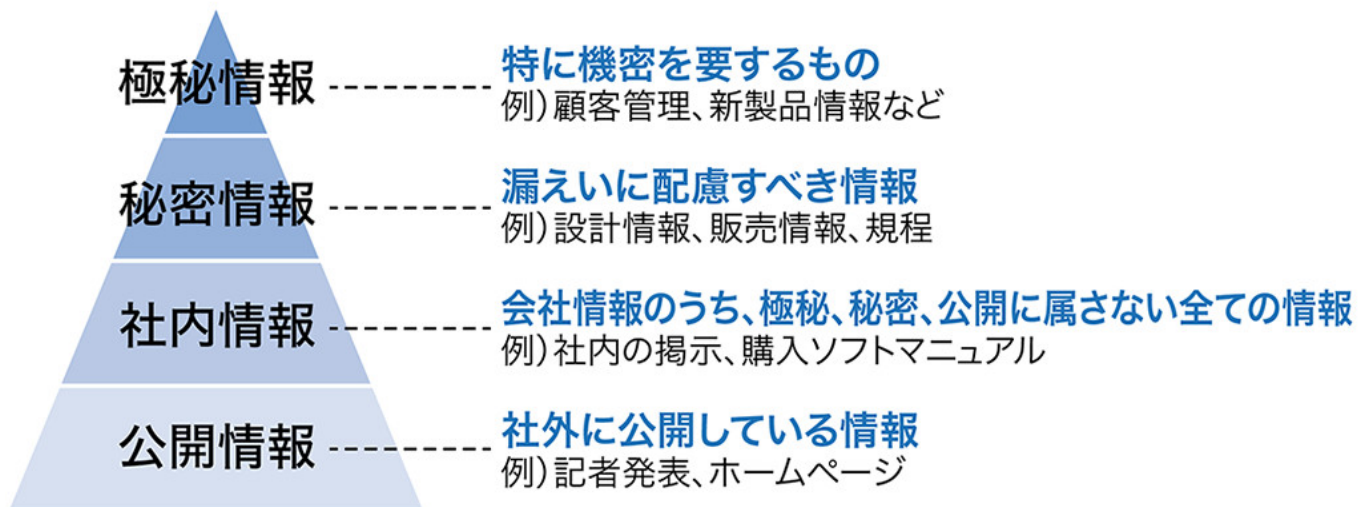 極秘情報
特に機密を要するもの
例)顧客管理、新製品情報など
秘密情報
漏えいに配慮すべき情報
例)設計情報、販売情報、規程
社内情報
会社情報のうち、極秘、秘密、公開に属さない全ての情報
例)社内の掲示、購入ソフトマニュアル
公開情報
社外に公開している情報
例)記者発表、ホームページ